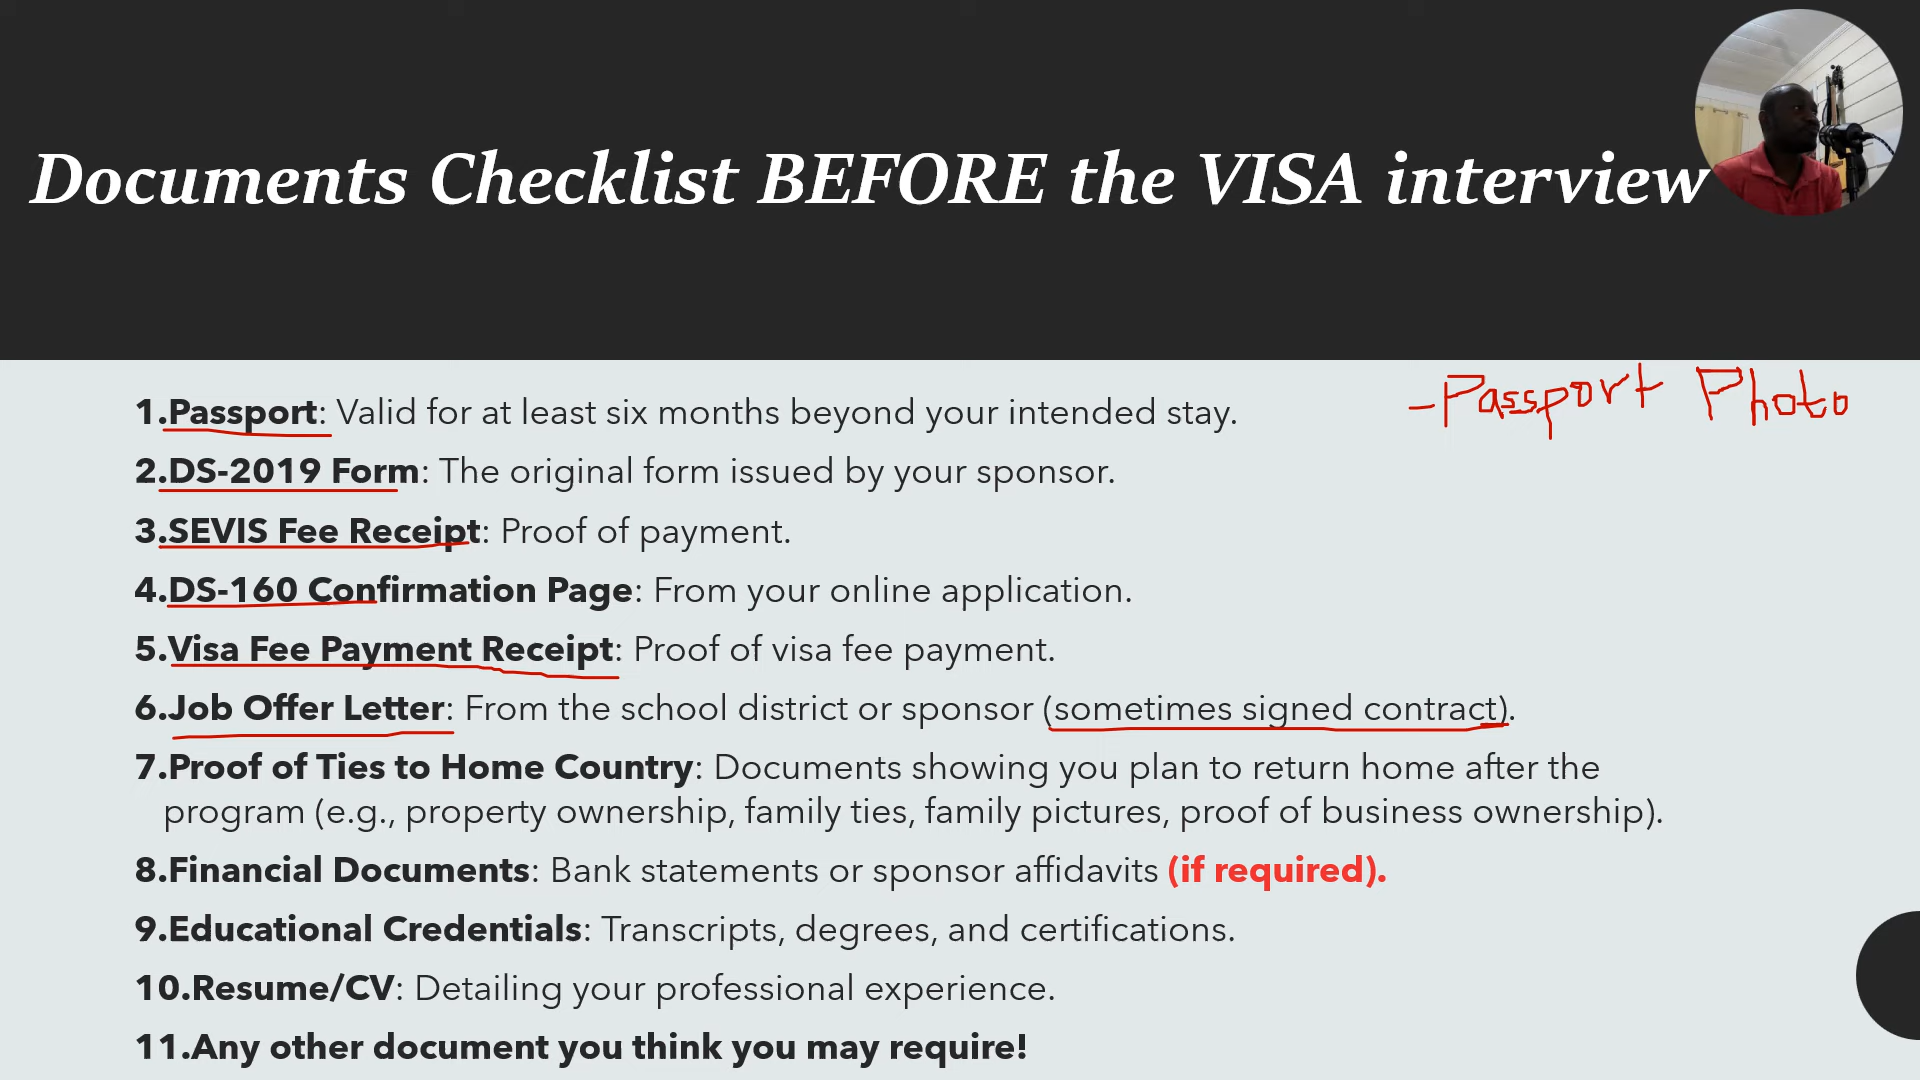 Documents Checklist BEFORE the VISA interview
-Passport Photo
1.Passport: Valid for at least six months beyond your intended stay.
2.DS-2019 Form: The original form issued by your sponsor.
3.SEVIS Fee Receipt: Proof of payment.
4.DS-160 Confirmation Page: From your online application.
5.Visa Fee Payment Receipt: Proof of visa fee payment.
6.Job Offer Letter: From the school district or sponsor (sometimes signed contract).
7.Proof of Ties to Home Country: Documents showing you plan to return home after the
program (e.g., property ownership, family ties, family pictures, proof of business ownership).
8.Financial Documents: Bank statements or sponsor affidavits (if required).
9.Educational Credentials: Transcripts, degrees, and certifications.
10.Resume/CV: Detailing your professional experience.
11.Any other document you think you may require!